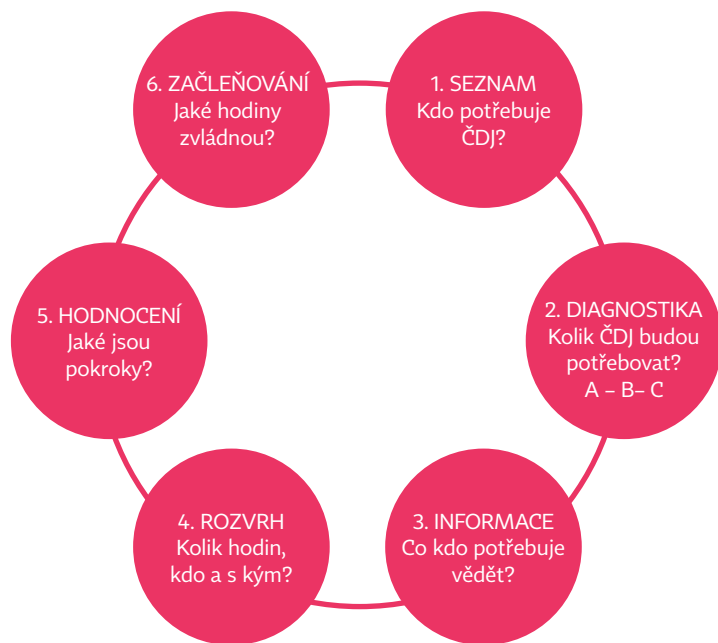 1. SEZNAM
Kdo potřebuje
ČDJ?
2. DIAGNOSTIKA
Kolik ČDJ budou
potřebovat?
A – B– C
3. INFORMACE
Co kdo potřebuje
vědět?
4. ROZVRH
Kolik hodin,
kdo a s kým?
5. HODNOCENÍ
Jaké jsou
pokroky?
6. ZAČLEŇOVÁNÍ
Jaké hodiny
zvládnou?